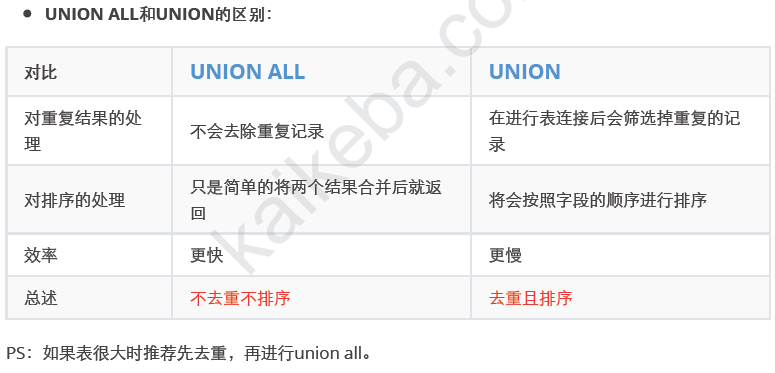 UNION ALL和UNION的区别：
对比 UNION ALL UNION
对重复结果的处
理
不会去除重复记录
在进行表连接后会筛选掉重复的记
录
对排序的处理
只是简单的将两个结果合并后就返
回
将会按照字段的顺序进行排序
效率 更快 更慢
总述 不去重不排序 去重且排序
PS：如果表很大时推荐先去重，再进行union all。
kaikeba.com